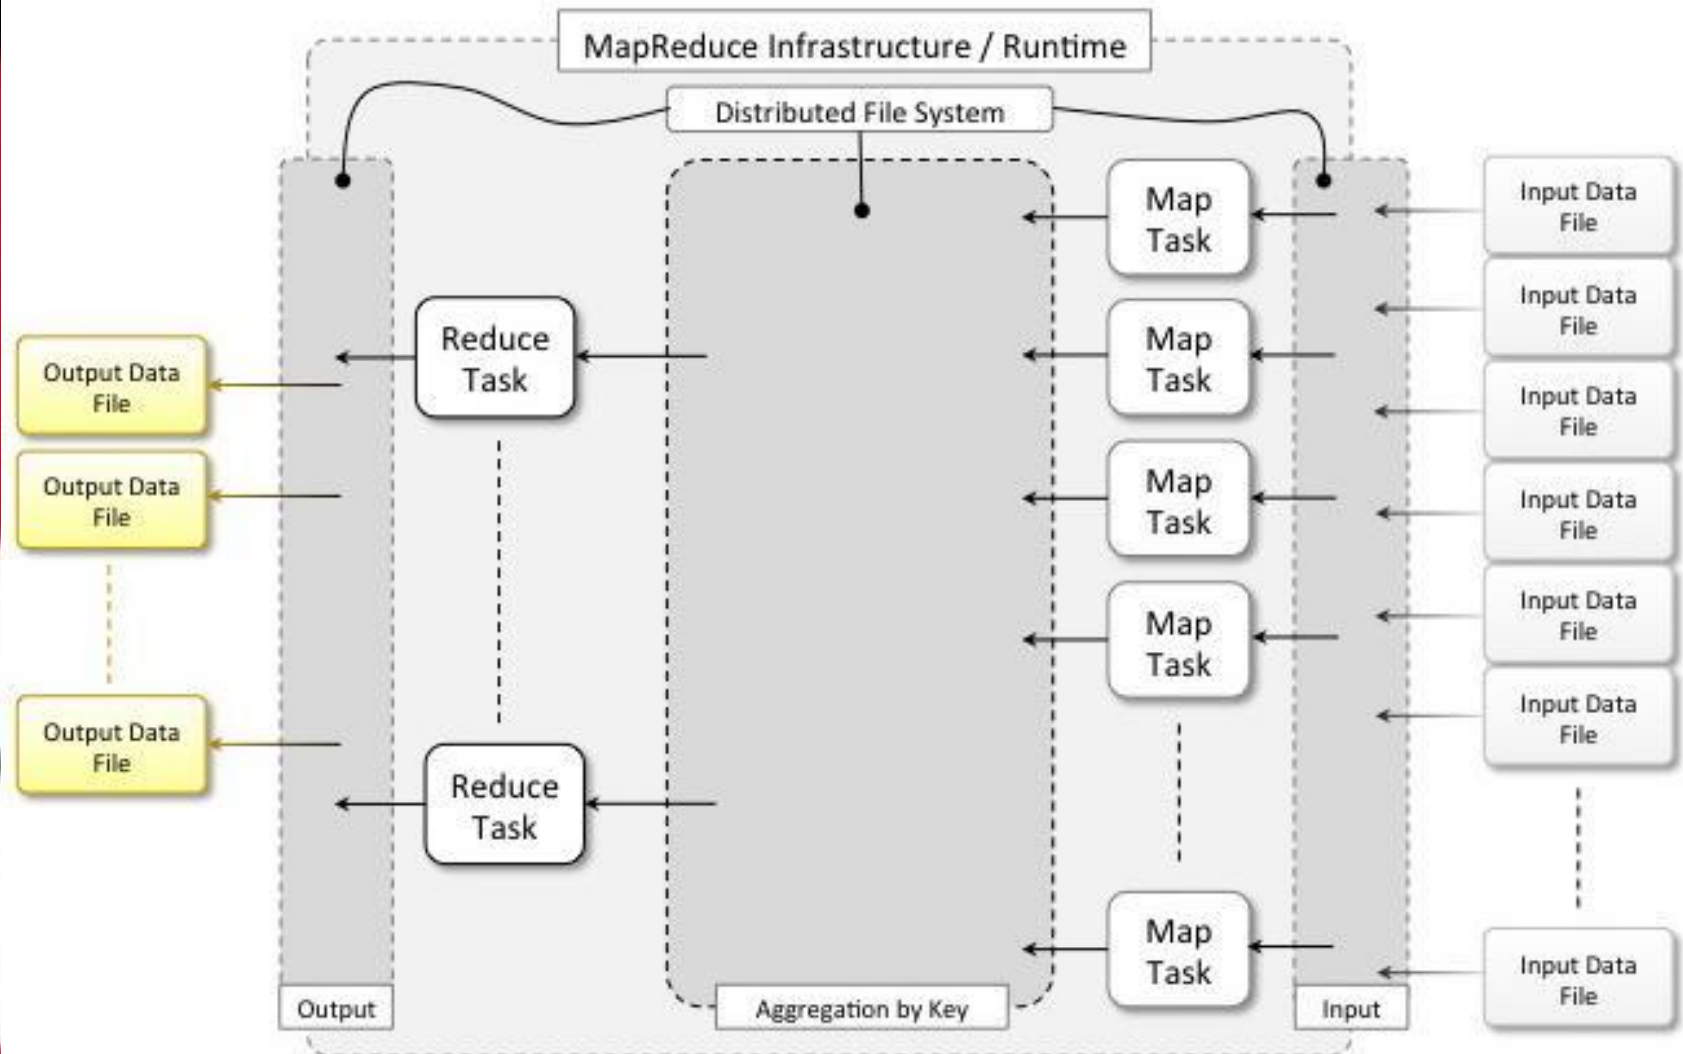 MapReduce Infrastructure / Runtime
Distributed File System
Map
Task
Map
Task
Map
Task
Map
Task
Map
Task
Input Data
File
Input Data
File
Input Data
File
Input Data
File
Input Data
File
Input Data
File
Input Data
File
Reduce
Task
Reduce
Task
Output Data
File
Output Data
File
Output Data
File
Output
Aggregation by Key
Input